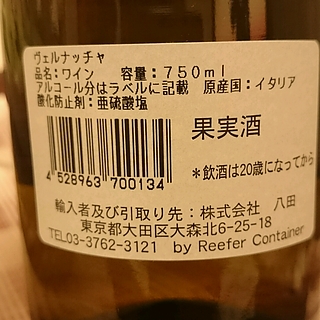 ヴェルナッチャ
品名：ワイン　容量：750ml
アルコール分はラベルに記載　原産国：イタリア
酸化防止剤：亜硫酸塩
果実酒
4 528963 700134
*飲酒は20歳になってから
輸入者及び引取り先：株式会社　八田
東京都大田区大森北6-25-18
TEL03-3762-3121　by Reefer Container